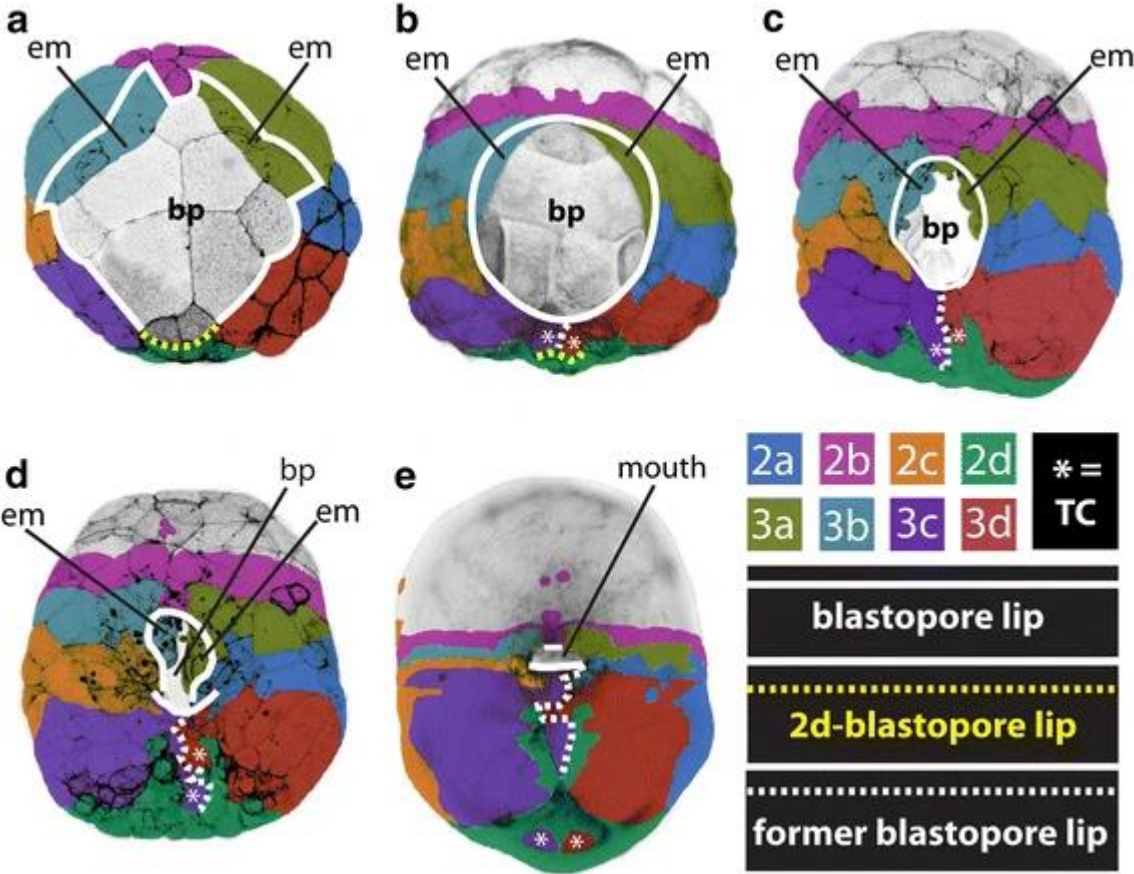 a
em
em
bp
b
em
em
bp
*
*
c
em
em
bp
*
*
d
em
bp
em
*
*
e
mouth
*
*
2a
2b
2c
2d
3a
3b
3c
3d
* =
TC
blastopore lip
2d-blastopore lip
former blastopore lip